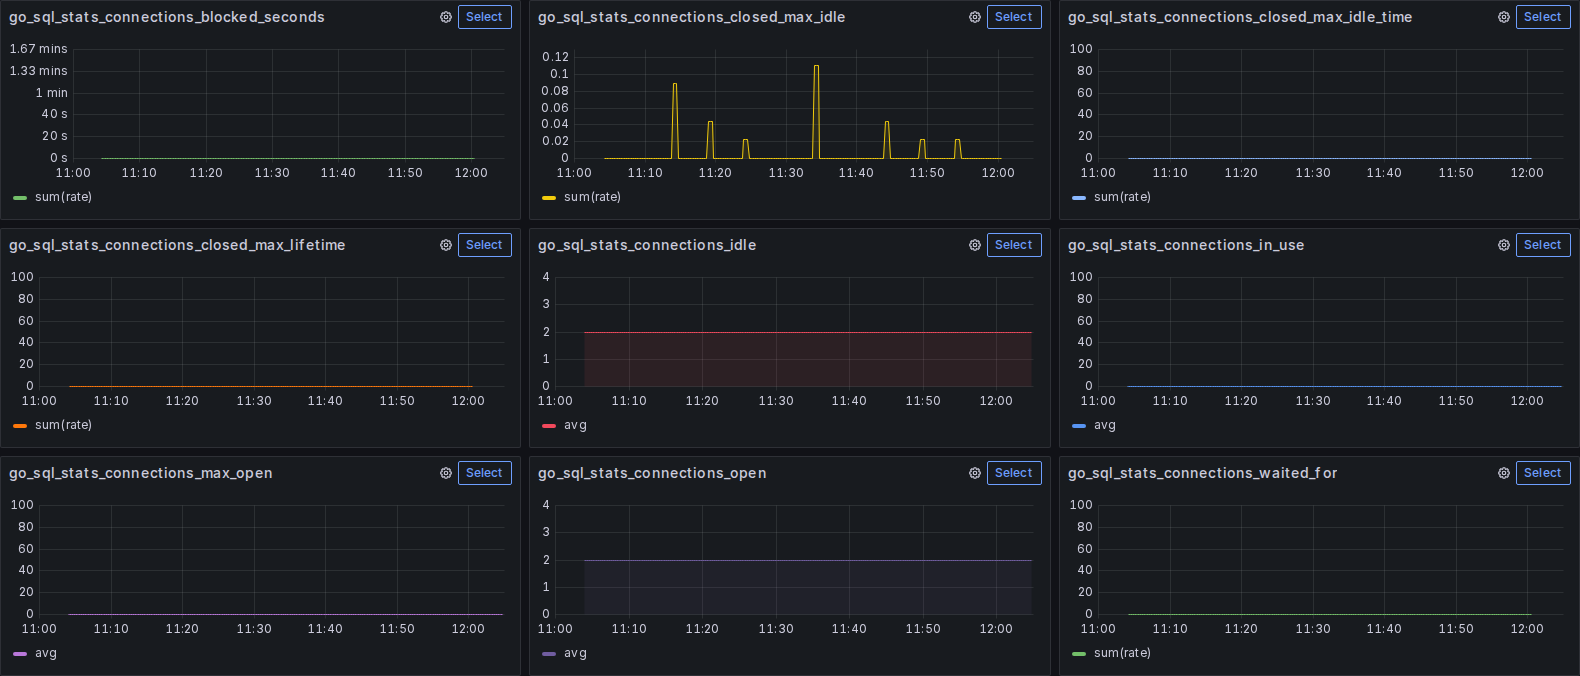 go_sql_stats_connections_blocked_seconds Select
1.67 mins
1.33 mins
1 min
40 s
20 s
0 s
11:00 11:10 11:20 11:30 11:40 11:50 12:00
sum(rate)
go_sql_stats_connections_closed_max_idle Select
0.12
0.1
0.08
0.06
0.04
0.02
0
11:00 11:10 11:20 11:30 11:40 11:50 12:00
sum(rate)
go_sql_stats_connections_closed_max_idle_time Select
100
80
60
40
20
0
11:00 11:10 11:20 11:30 11:40 11:50 12:00
sum(rate)
go_sql_stats_connections_closed_max_lifetime Select
100
80
60
40
20
0
11:00 11:10 11:20 11:30 11:40 11:50 12:00
sum(rate)
go_sql_stats_connections_idle Select
4
3
2
1
0
11:00 11:10 11:20 11:30 11:40 11:50 12:00
avg
go_sql_stats_connections_in_use Select
100
80
60
40
20
0
11:00 11:10 11:20 11:30 11:40 11:50 12:00
avg
go_sql_stats_connections_max_open Select
100
80
60
40
20
0
11:00 11:10 11:20 11:30 11:40 11:50 12:00
avg
go_sql_stats_connections_open Select
4
3
2
1
0
11:00 11:10 11:20 11:30 11:40 11:50 12:00
avg
go_sql_stats_connections_waited_for Select
100
80
60
40
20
0
11:00 11:10 11:20 11:30 11:40 11:50 12:00
sum(rate)